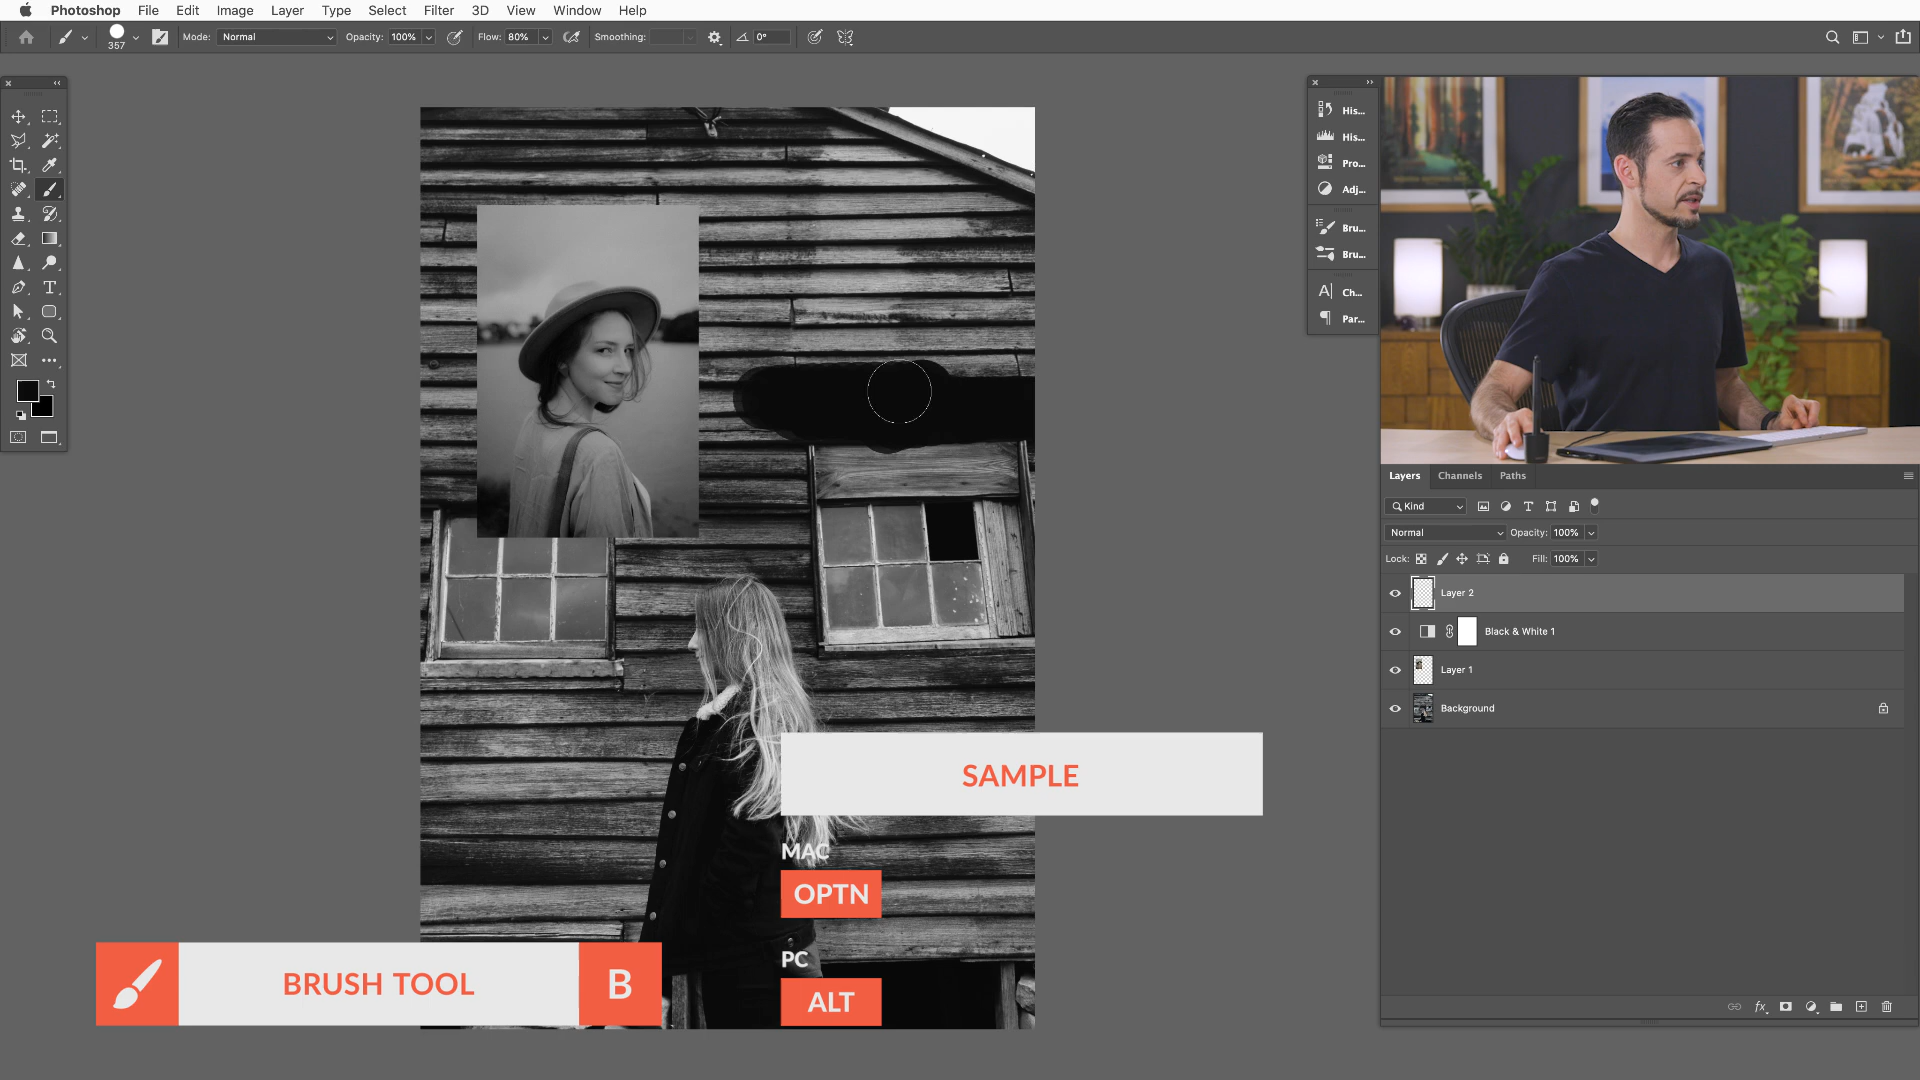 Photoshop File Edit Image Layer Type Select Filter 3D View Window Help
357 Mode: Normal Opacity: 100% Flow: 80% Smoothing: 0°
His...
His...
Pro...
Adj...
Bru...
Bru...
Ch...
Par...
Layers Channels Paths
Kind
Normal Opacity: 100%
Lock: Fill: 100%
Layer 2
Black & White 1
Layer 1
Background
fx
SAMPLE
MAC
OPTN
PC
ALT
BRUSH TOOL B